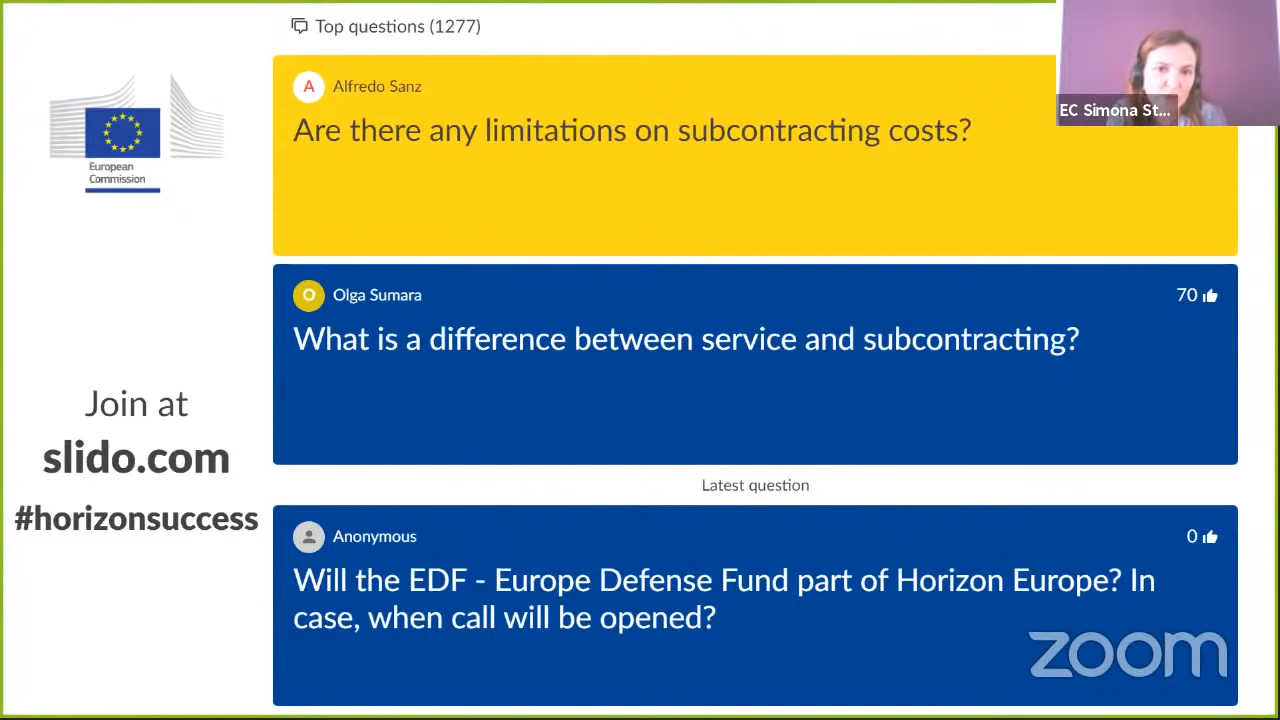 Top questions (1277)
A
Alfredo Sanz
Are there any limitations on subcontracting costs?
EC Simona St...
European
Commission
O
Olga Sumara
70
What is a difference between service and subcontracting?
Join at
slido.com
#horizonsuccess
Latest question
Anonymous
0
Will the EDF - Europe Defense Fund part of Horizon Europe? In
case, when call will be opened?
zoom